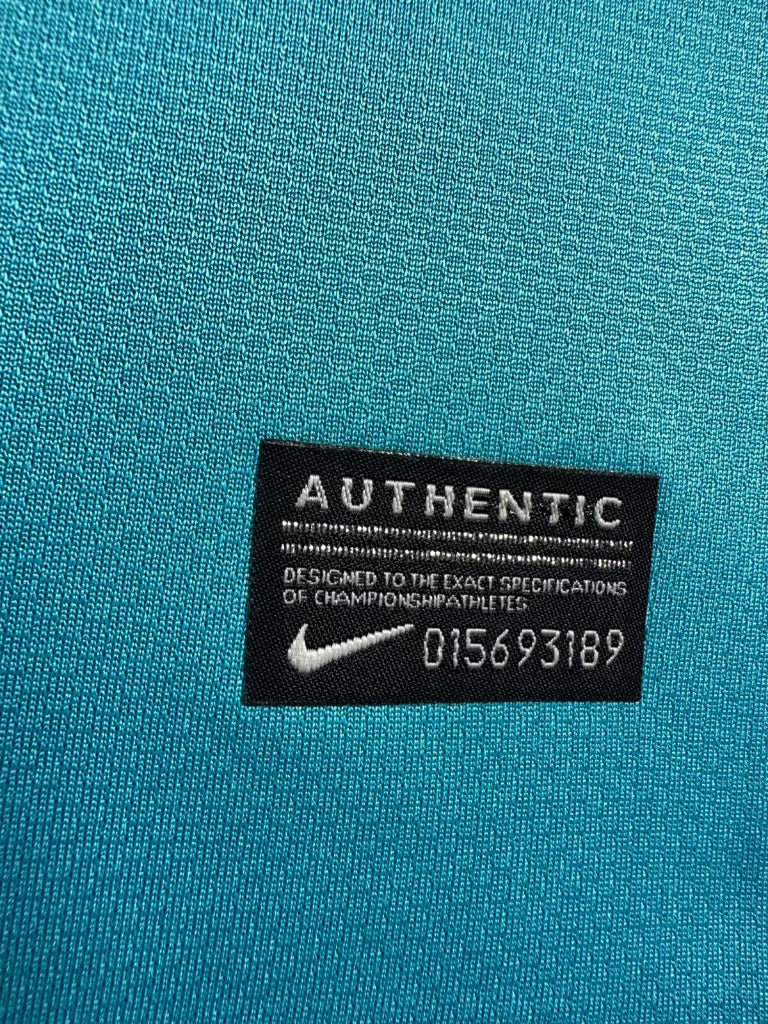 AUTHENTIC
DESIGNED TO THE EXACT SPECIFICATIONS
OF CHAMPIONSHIPATHLETES
015693189